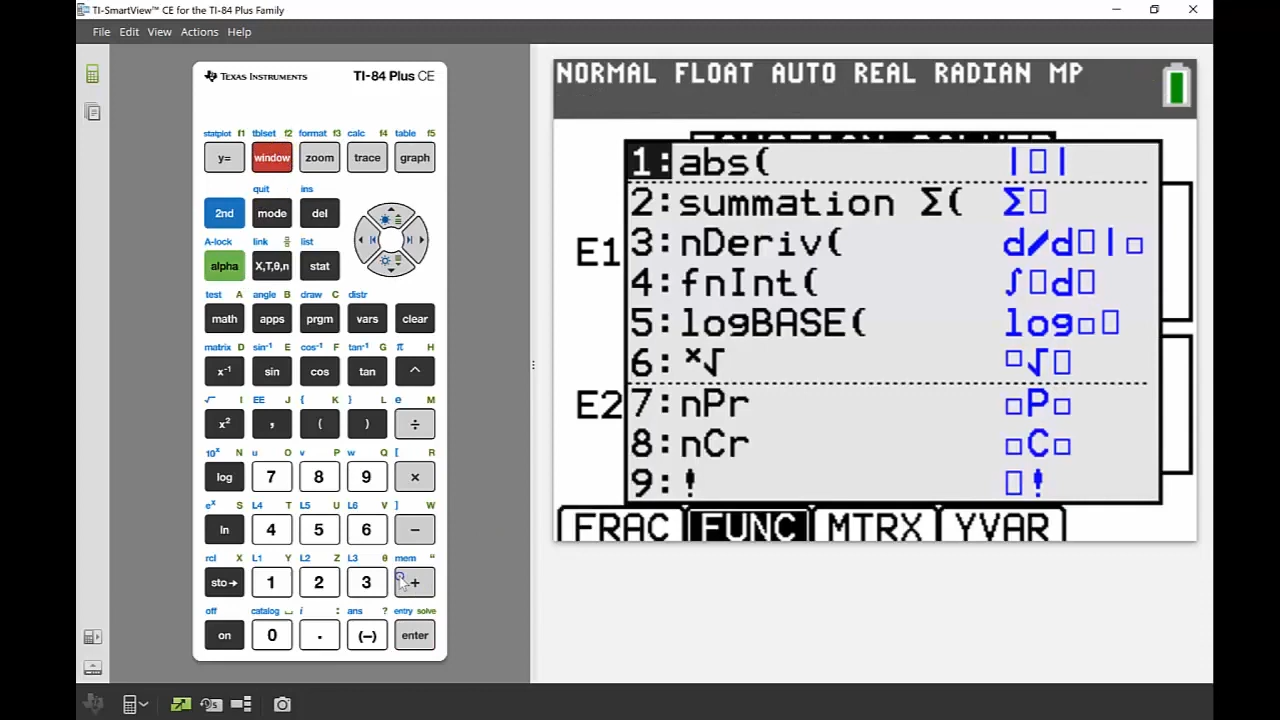 TI-SmartView™ CE for the TI-84 Plus Family
File Edit View Actions Help
TEXAS INSTRUMENTS TI-84 Plus CE
statplot f1 tblset f2 format f3 calc f4 table f5
y= window zoom trace graph
quit ins
2nd mode del
A-lock link list
alpha X,T,θ,n stat
test A angle B draw C distr
math apps prgm vars clear
matrix D sin⁻¹ E cos⁻¹ F tan⁻¹ G π H
x⁻¹ sin cos tan ^
√ I EE J { K } L e M
x² , ( ) ÷
10ˣ N u O v P w Q [ R
log 7 8 9 ×
eˣ S L4 T L5 U L6 V ] W
ln 4 5 6 −
rcl X L1 Y L2 Z L3 θ mem "
sto→ 1 2 3 +
off catalog i : ans ? entry solve
on 0 . (−) enter
NORMAL FLOAT AUTO REAL RADIAN MP
EQUATION SOLVER
E1
E2
1:abs( |□|
2:summation Σ( Σ□
3:nDeriv( d/d□|□
4:fnInt( ∫□d□
5:logBASE( log□□
6:ˣ√ □√□
7:nPr □P□
8:nCr □C□
9:! □!
FRAC FUNC MTRX YVAR